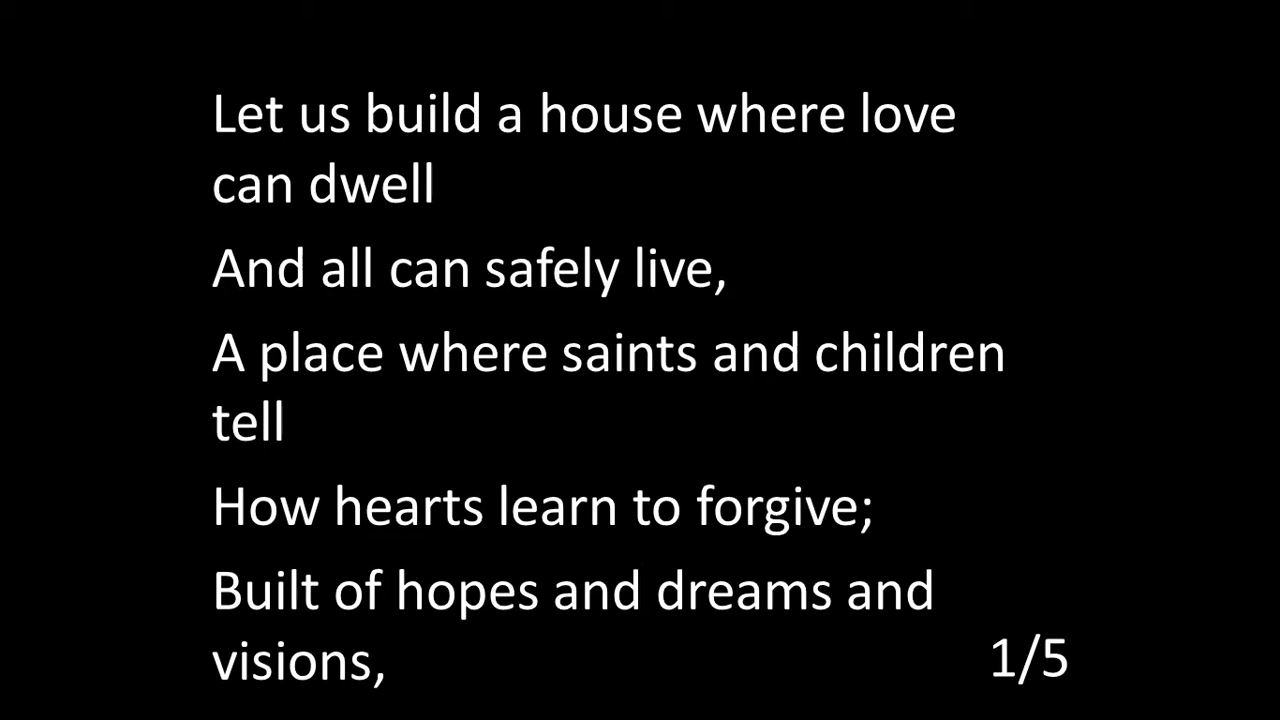 Let us build a house where love
can dwell
And all can safely live,
A place where saints and children
tell
How hearts learn to forgive;
Built of hopes and dreams and
visions,
1/5